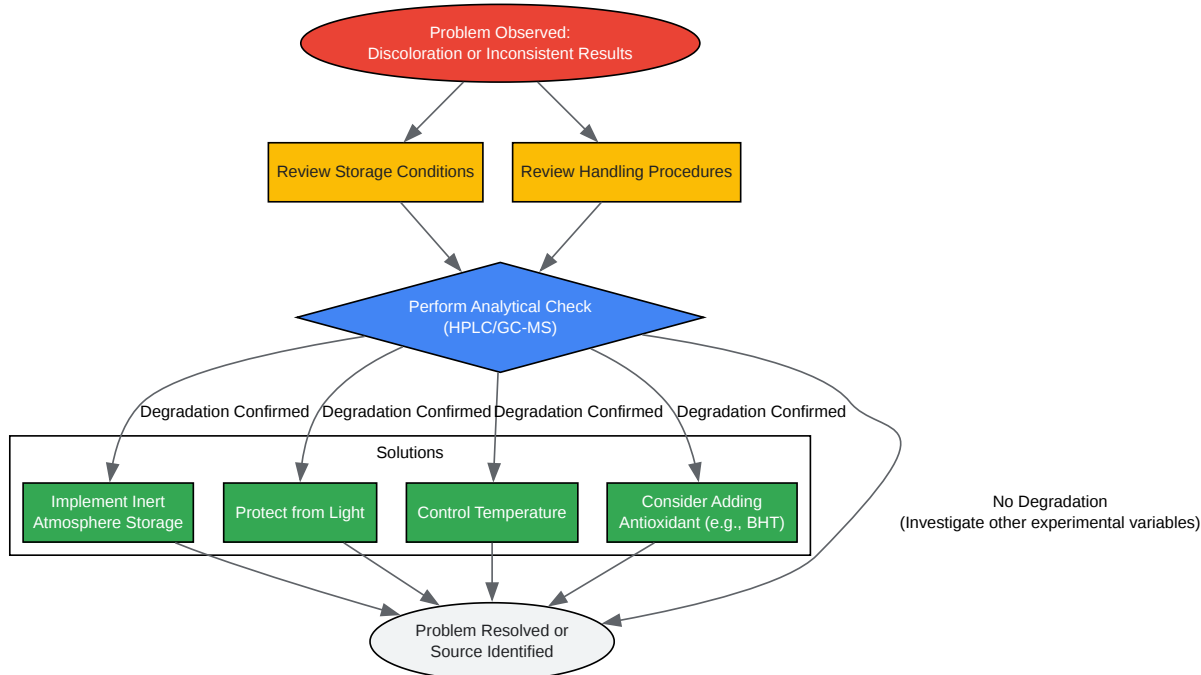 Problem Observed:
Discoloration or Inconsistent Results
Review Storage Conditions
Review Handling Procedures
Perform Analytical Check
(HPLC/GC-MS)
Degradation Confirmed
Degradation Confirmed
Degradation Confirmed
Degradation Confirmed
Solutions
Implement Inert
Atmosphere Storage
Protect from Light
Control Temperature
Consider Adding
Antioxidant (e.g., BHT)
No Degradation
(Investigate other experimental variables)
Problem Resolved or
Source Identified